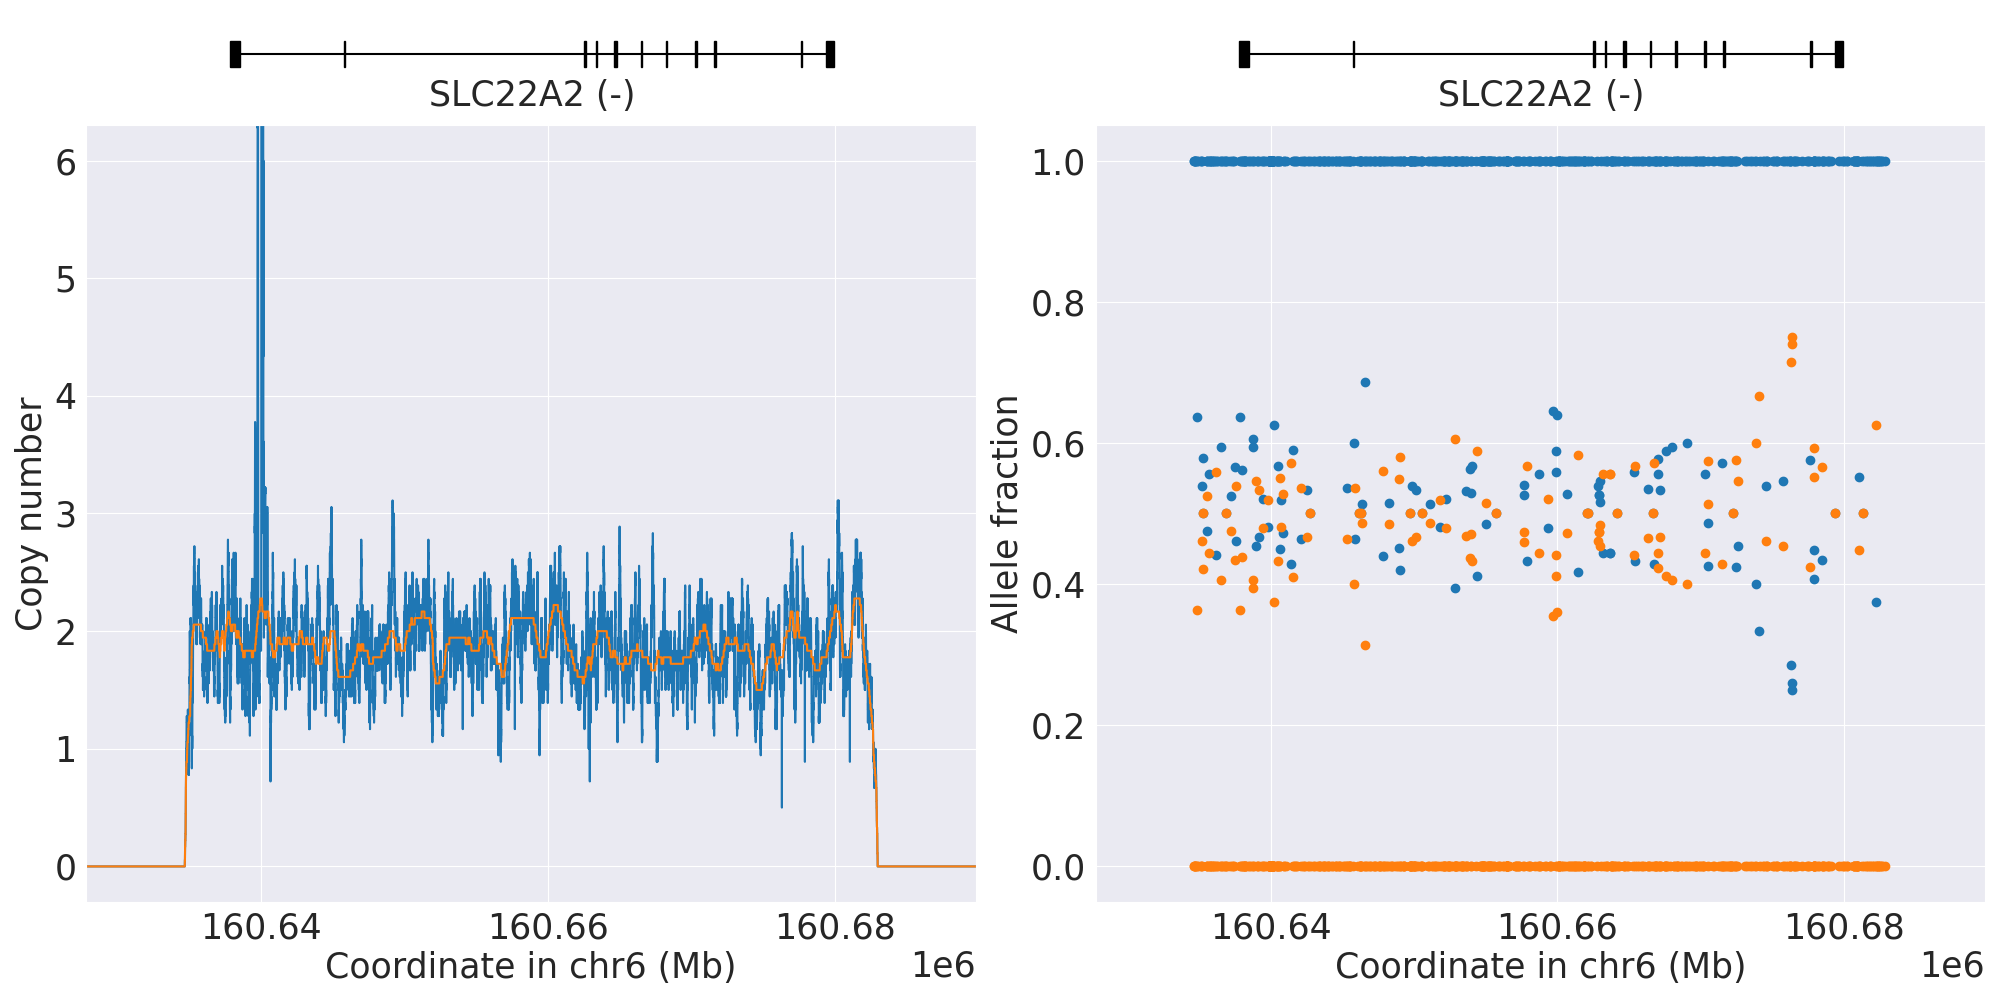 SLC22A2 (-)
Copy number
6
5
4
3
2
1
0
160.64 160.66 160.68
Coordinate in chr6 (Mb)
1e6
SLC22A2 (-)
Allele fraction
1.0
0.8
0.6
0.4
0.2
0.0
160.64 160.66 160.68
Coordinate in chr6 (Mb)
1e6